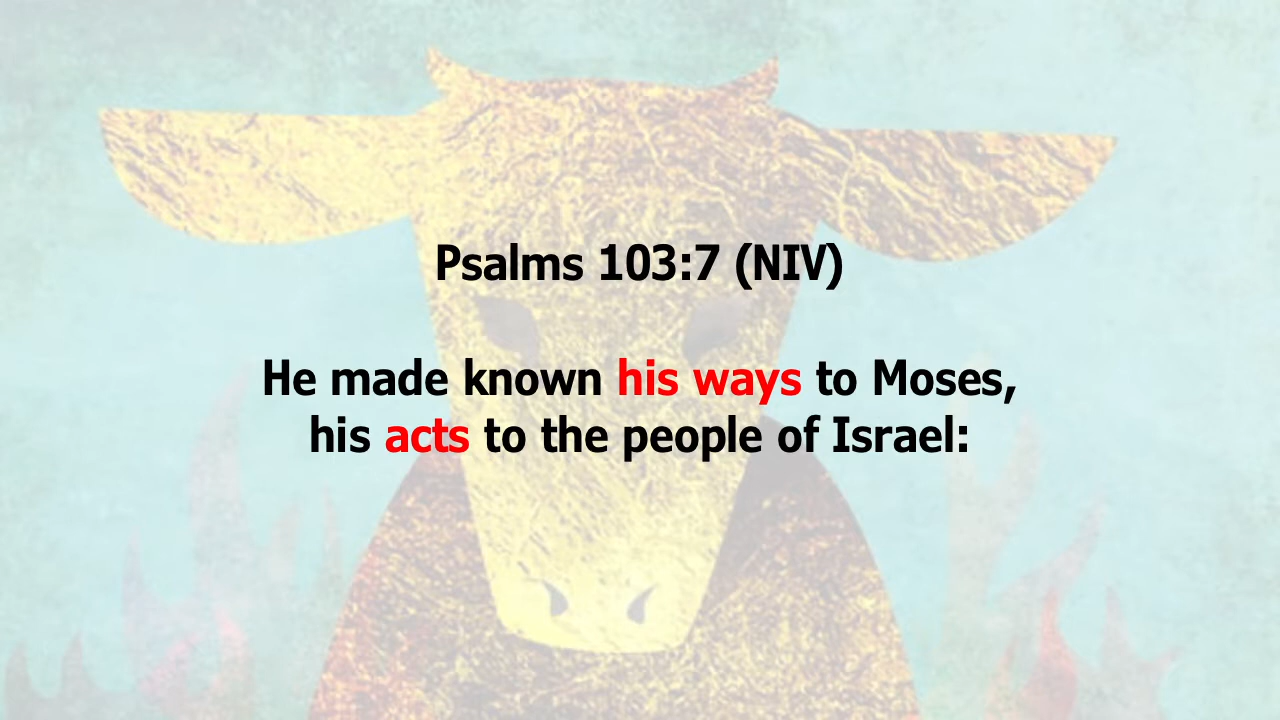 Psalms 103:7 (NIV)
He made known his ways to Moses,
his acts to the people of Israel: